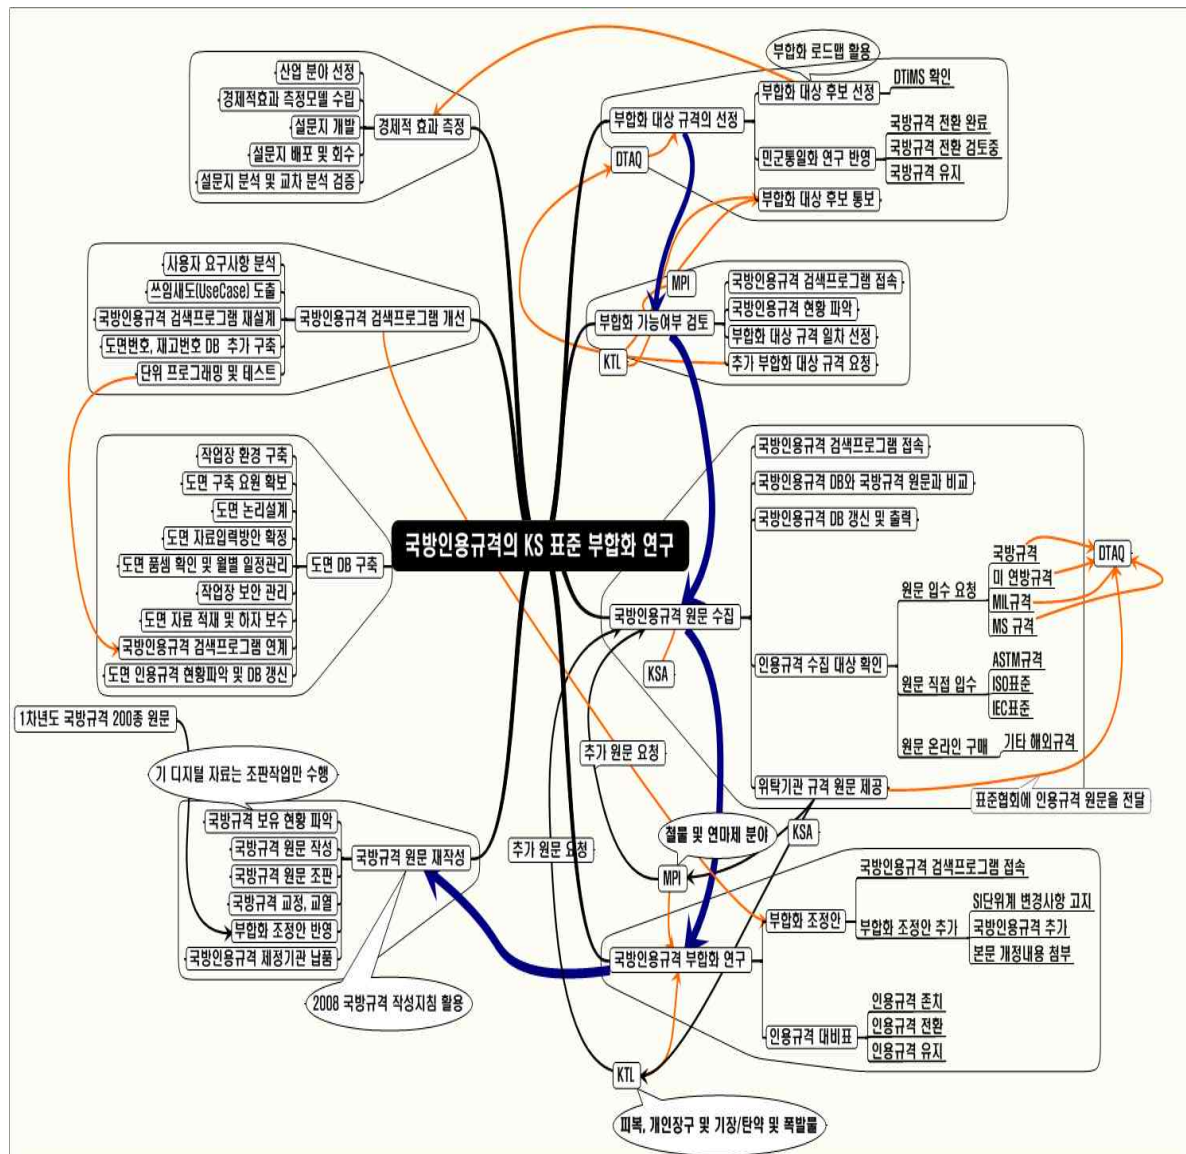 국방인용규격의 KS 표준 부합화 연구
부합화 로드맵 활용
부합화 대상 규격의 선정
부합화 대상 후보 선정
DTiMS 확인
민군통일화 연구 반영
국방규격 전환 완료
국방규격 전환 검토중
국방규격 유지
부합화 대상 후보 통보
DTAQ
MPI
부합화 가능여부 검토
국방인용규격 검색프로그램 접속
국방인용규격 현황 파악
부합화 대상 규격 일차 선정
추가 부합화 대상 규격 요청
KTL
국방인용규격 원문 수집
국방인용규격 검색프로그램 접속
국방인용규격 DB와 국방규격 원문과 비교
국방인용규격 DB 갱신 및 출력
인용규격 수집 대상 확인
원문 입수 요청
국방규격
미 연방규격
MIL규격
MS 규격
DTAQ
원문 직접 입수
ASTM규격
ISO표준
IEC표준
원문 온라인 구매
기타 해외규격
위탁기관 규격 원문 제공
표준협회에 인용규격 원문을 전달
KSA
추가 원문 요청
추가 원문 요청
철물 및 연마제 분야
KSA
MPI
국방인용규격 부합화 연구
부합화 조정안
국방인용규격 검색프로그램 접속
부합화 조정안 추가
SI단위계 변경사항 고지
국방인용규격 추가
본문 개정내용 첨부
인용규격 대비표
인용규격 존치
인용규격 전환
인용규격 유지
KTL
피복, 개인장구 및 기장/탄약 및 폭발물
경제적 효과 측정
산업 분야 선정
경제적효과 측정모델 수립
설문지 개발
설문지 배포 및 회수
설문지 분석 및 교차 분석 검증
국방인용규격 검색프로그램 개선
사용자 요구사항 분석
쓰임새도(UseCase) 도출
국방인용규격 검색프로그램 재설계
도면번호, 재고번호 DB 추가 구축
단위 프로그래밍 및 테스트
도면 DB 구축
작업장 환경 구축
도면 구축 요원 확보
도면 논리설계
도면 자료입력방안 확정
도면 품셈 확인 및 월별 일정관리
작업장 보안 관리
도면 자료 적재 및 하자 보수
국방인용규격 검색프로그램 연계
도면 인용규격 현황파악 및 DB 갱신
1차년도 국방규격 200종 원문
기 디지털 자료는 조판작업만 수행
국방규격 원문 재작성
국방규격 보유 현황 파악
국방규격 원문 작성
국방규격 원문 조판
국방규격 교정, 교열
부합화 조정안 반영
국방인용규격 제정기관 납품
2008 국방규격 작성지침 활용